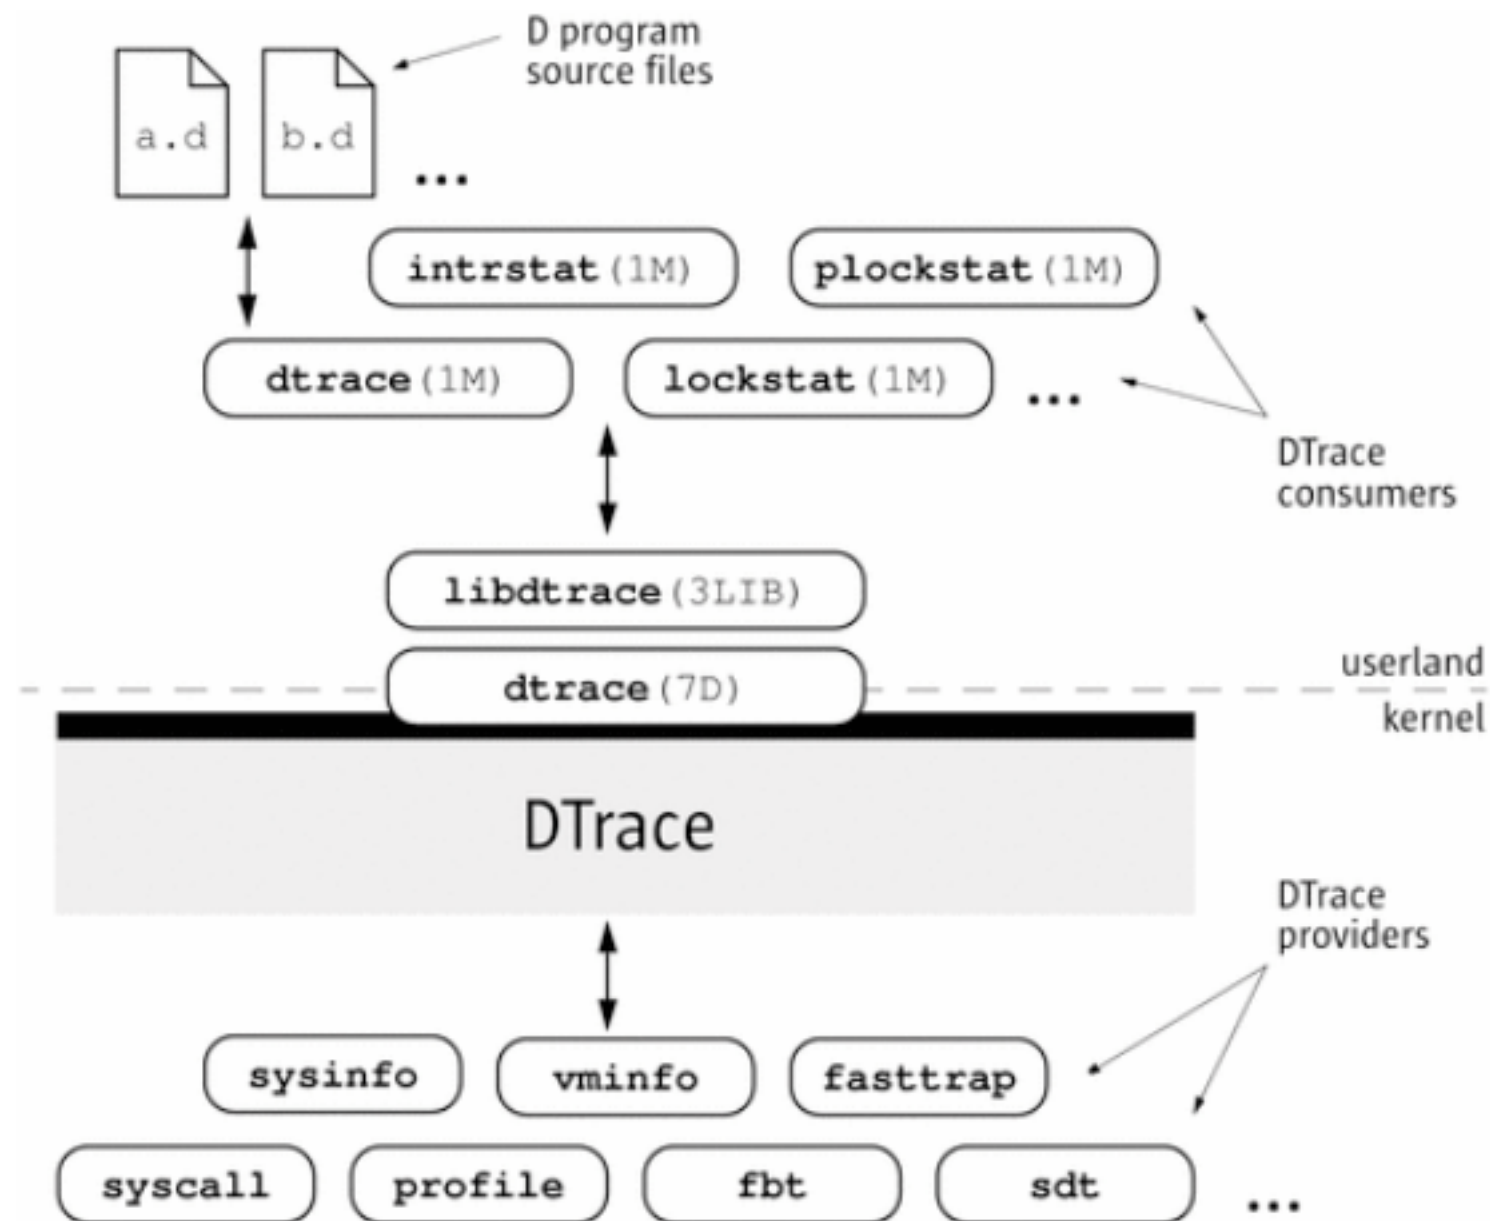 D program
source files
a.d
b.d
...
intrstat(1M)
plockstat(1M)
dtrace(1M)
lockstat(1M)
...
DTrace
consumers
libdtrace(3LIB)
userland
dtrace(7D)
kernel
DTrace
DTrace
providers
sysinfo
vminfo
fasttrap
syscall
profile
fbt
sdt
...